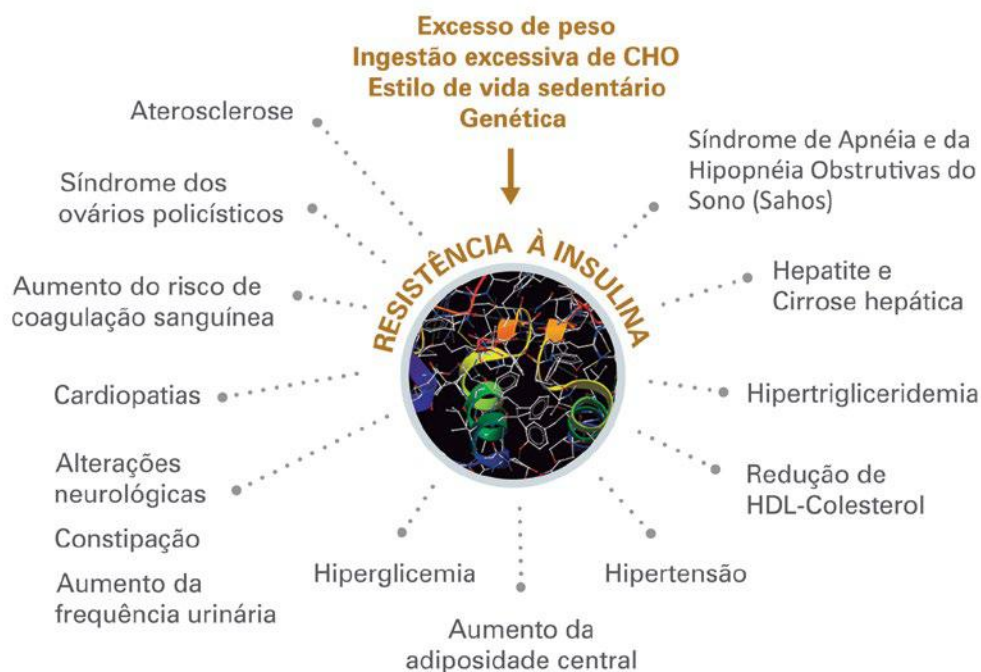 Excesso de peso
Ingestão excessiva de CHO
Estilo de vida sedentário
Genética
RESISTÊNCIA À INSULINA
Aterosclerose
Síndrome dos
ovários policísticos
Aumento do risco de
coagulação sanguínea
Cardiopatias
Alterações
neurológicas
Constipação
Aumento da
frequência urinária
Hiperglicemia
Aumento da
adiposidade central
Hipertensão
Redução de
HDL-Colesterol
Hipertrigliceridemia
Hepatite e
Cirrose hepática
Síndrome de Apnéia e da
Hipopnéia Obstrutivas do
Sono (Sahos)